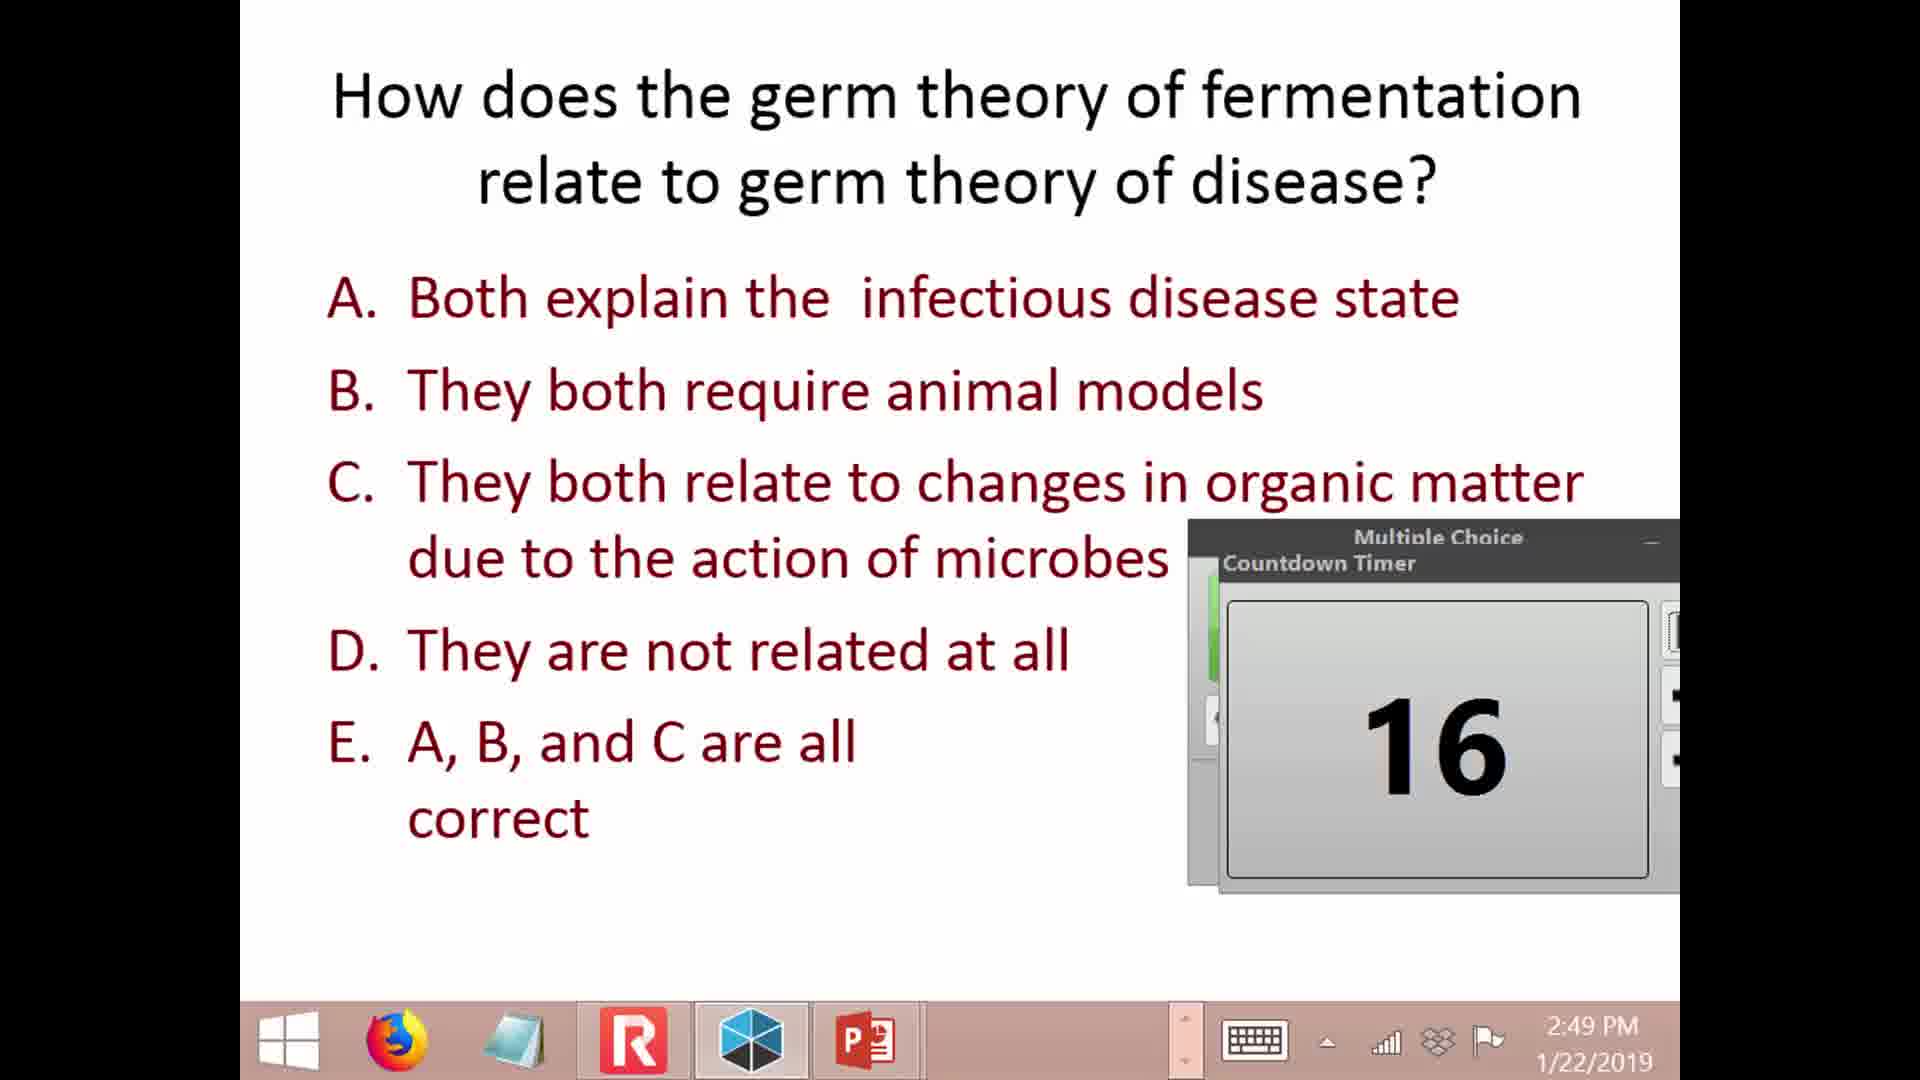 How does the germ theory of fermentation
relate to germ theory of disease?
A. Both explain the  infectious disease state
B. They both require animal models
C. They both relate to changes in organic matter
due to the action of microbes
D. They are not related at all
E. A, B, and C are all
correct
Multiple Choice
Countdown Timer
16
R
P
2:49 PM
1/22/2019